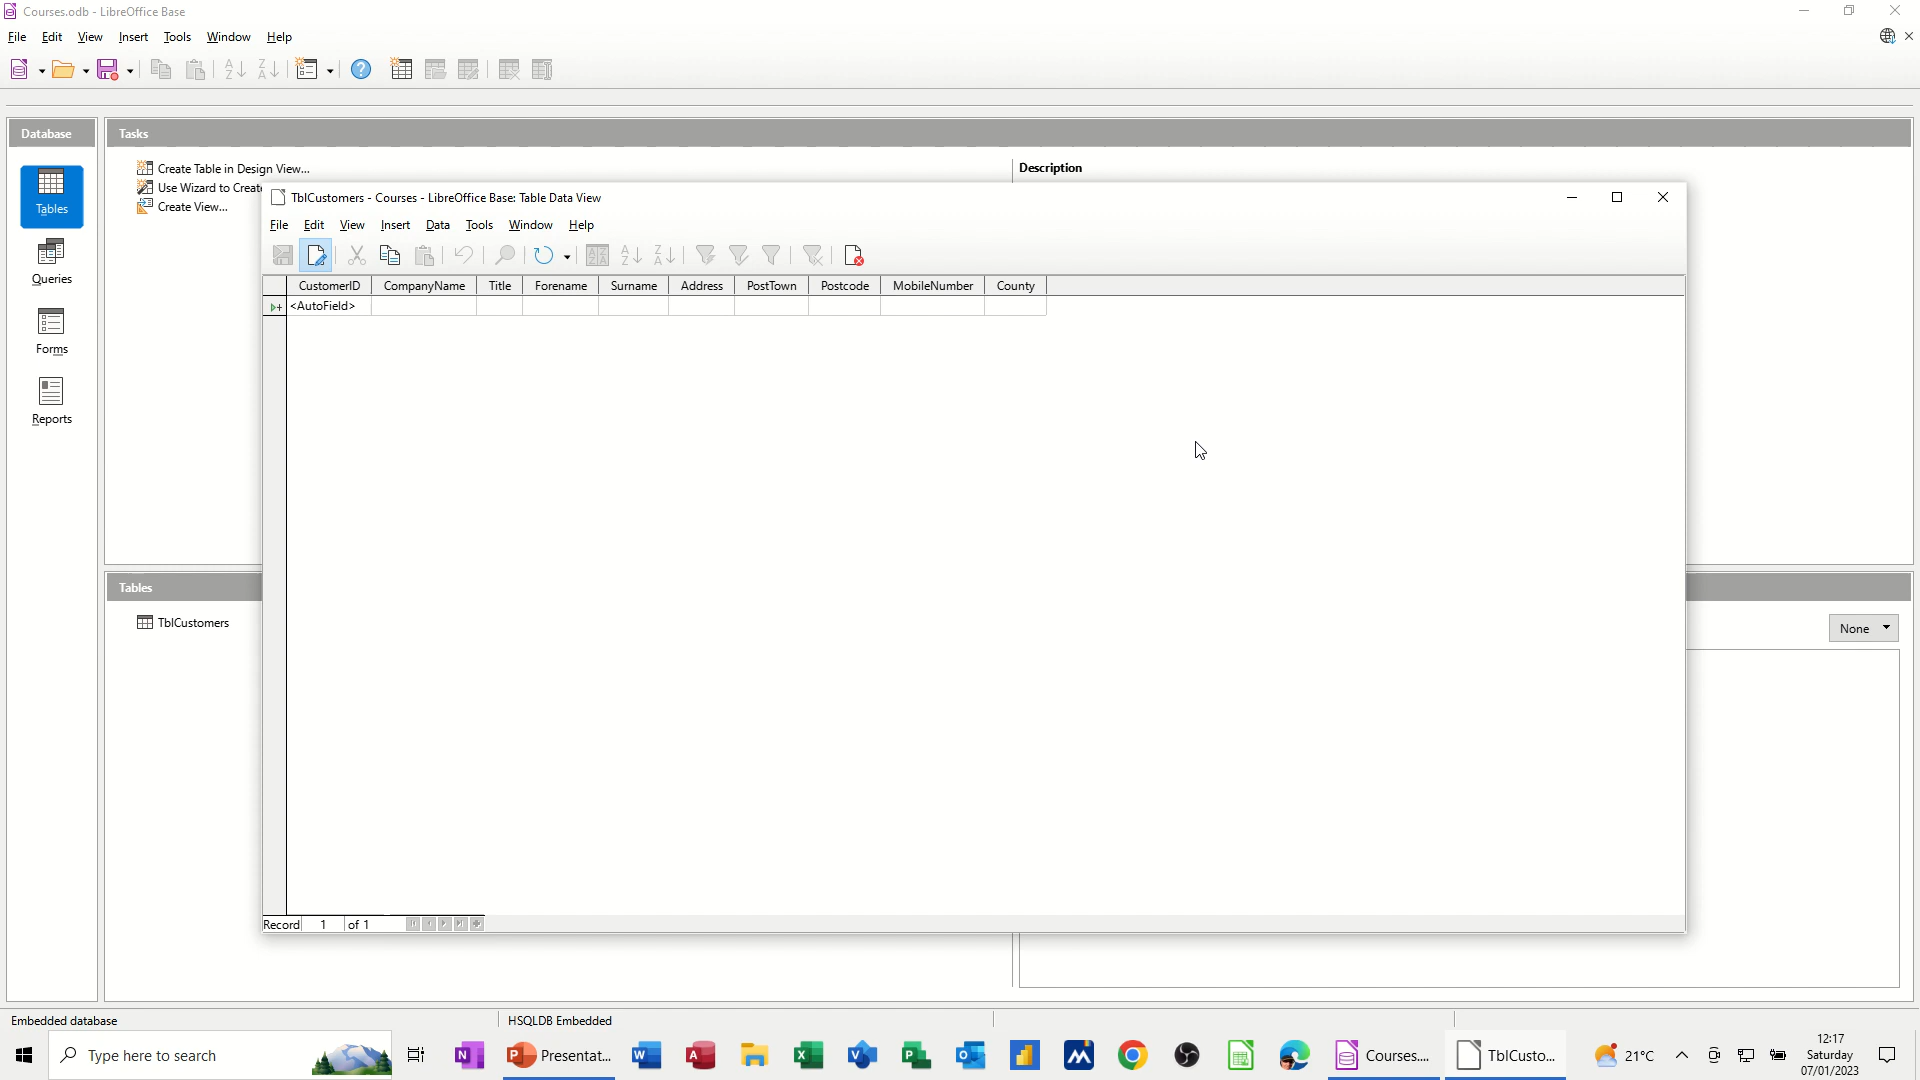 Courses.odb - LibreOffice Base
File Edit View Insert Tools Window Help
Database
Tasks
Create Table in Design View...
Use Wizard to Creat
Create View...
Description
Tables
Queries
Forms
Reports
TblCustomers - Courses - LibreOffice Base: Table Data View
File Edit View Insert Data Tools Window Help
CustomerID CompanyName Title Forename Surname Address PostTown Postcode MobileNumber County
<AutoField>
Tables
TblCustomers
None
Record 1 of 1
Embedded database HSQLDB Embedded
Type here to search
Presentat...
Courses....
TblCusto...
21°C
12:17
Saturday
07/01/2023